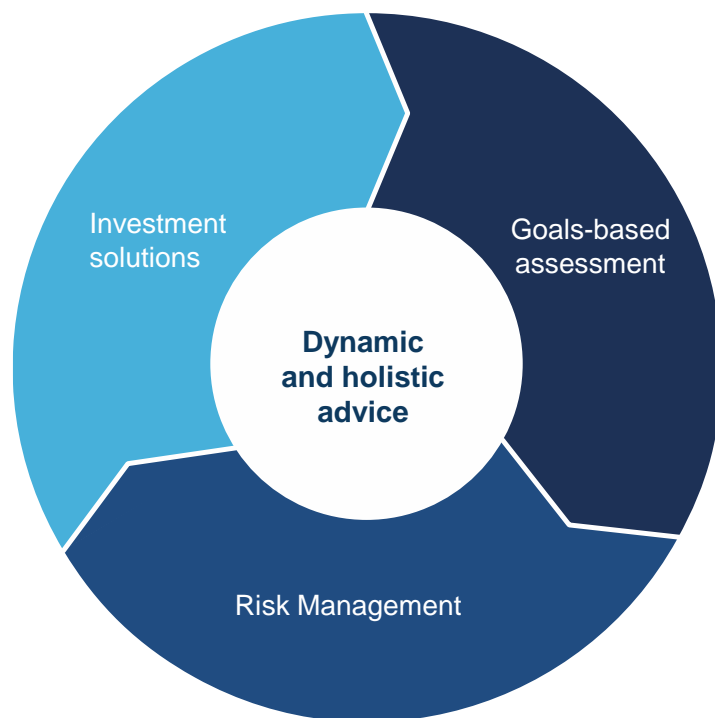 Investment
solutions
Goals-based
assessment
Dynamic
and holistic
advice
Risk Management